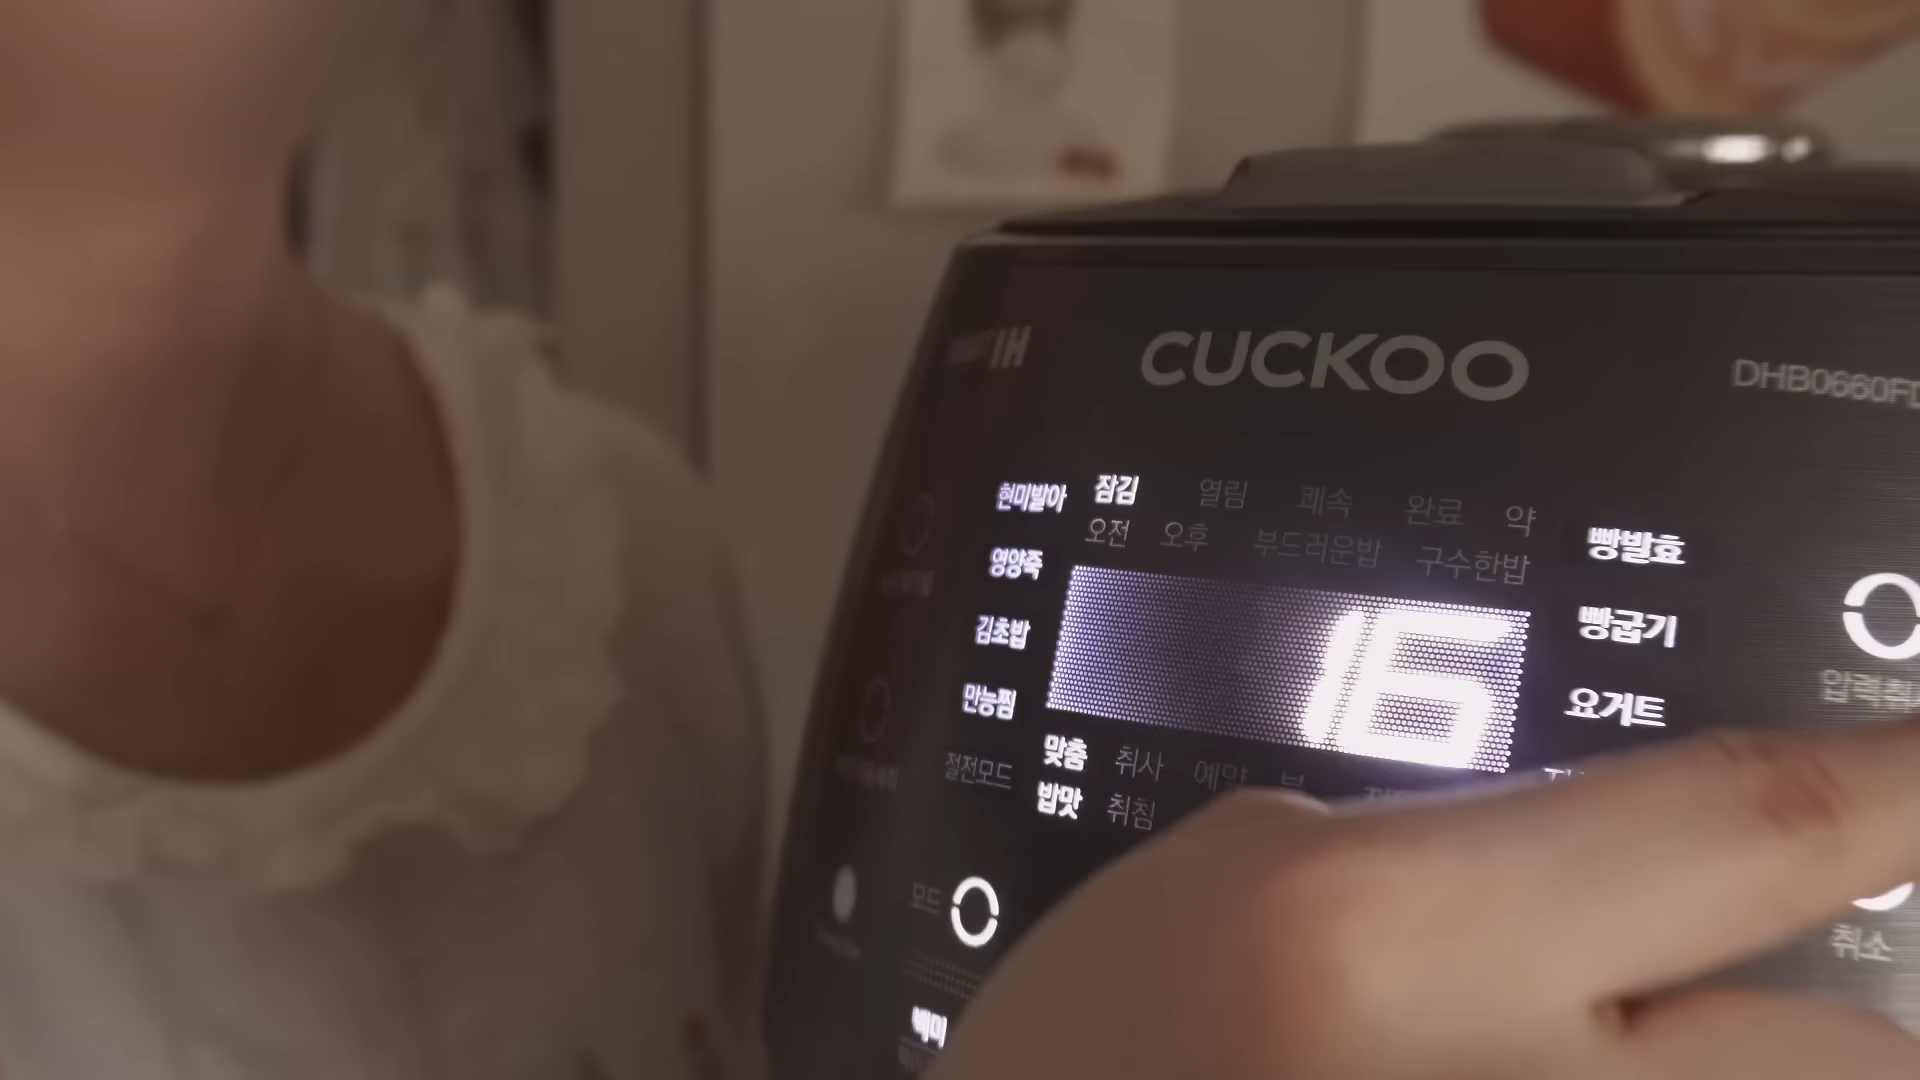 IH
CUCKOO
DHB0660FD
현미발아 잠김 열림 쾌속 완료 약
오전 오후 부드러운밥 구수한밥 빵발효
영양죽
김초밥 16 빵굽기
만능찜 요거트
절전모드 맞춤 취사 예약
밥맛 취침
모드
취소
백미